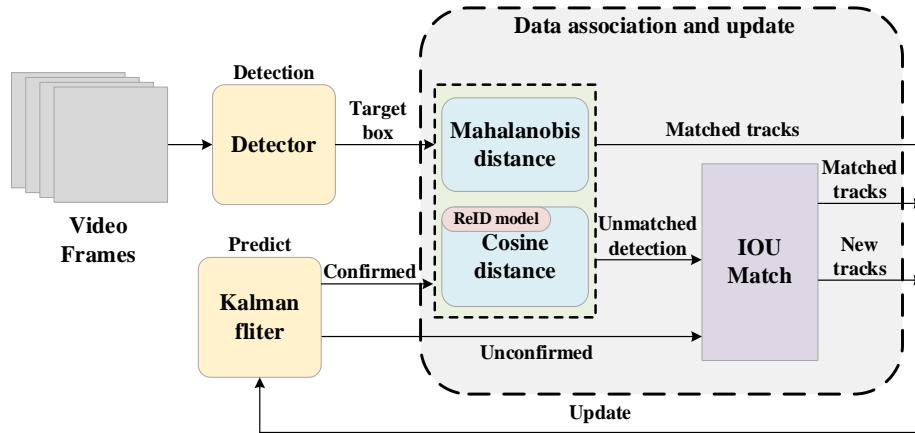 Data association and update
Detection
Detector
Target
box
Mahalanobis
distance
Matched tracks
Matched
tracks
ReID model
Cosine
distance
Unmatched
detection
IOU
Match
New
tracks
Video
Frames
Predict
Kalman
fliter
Confirmed
Unconfirmed
Update